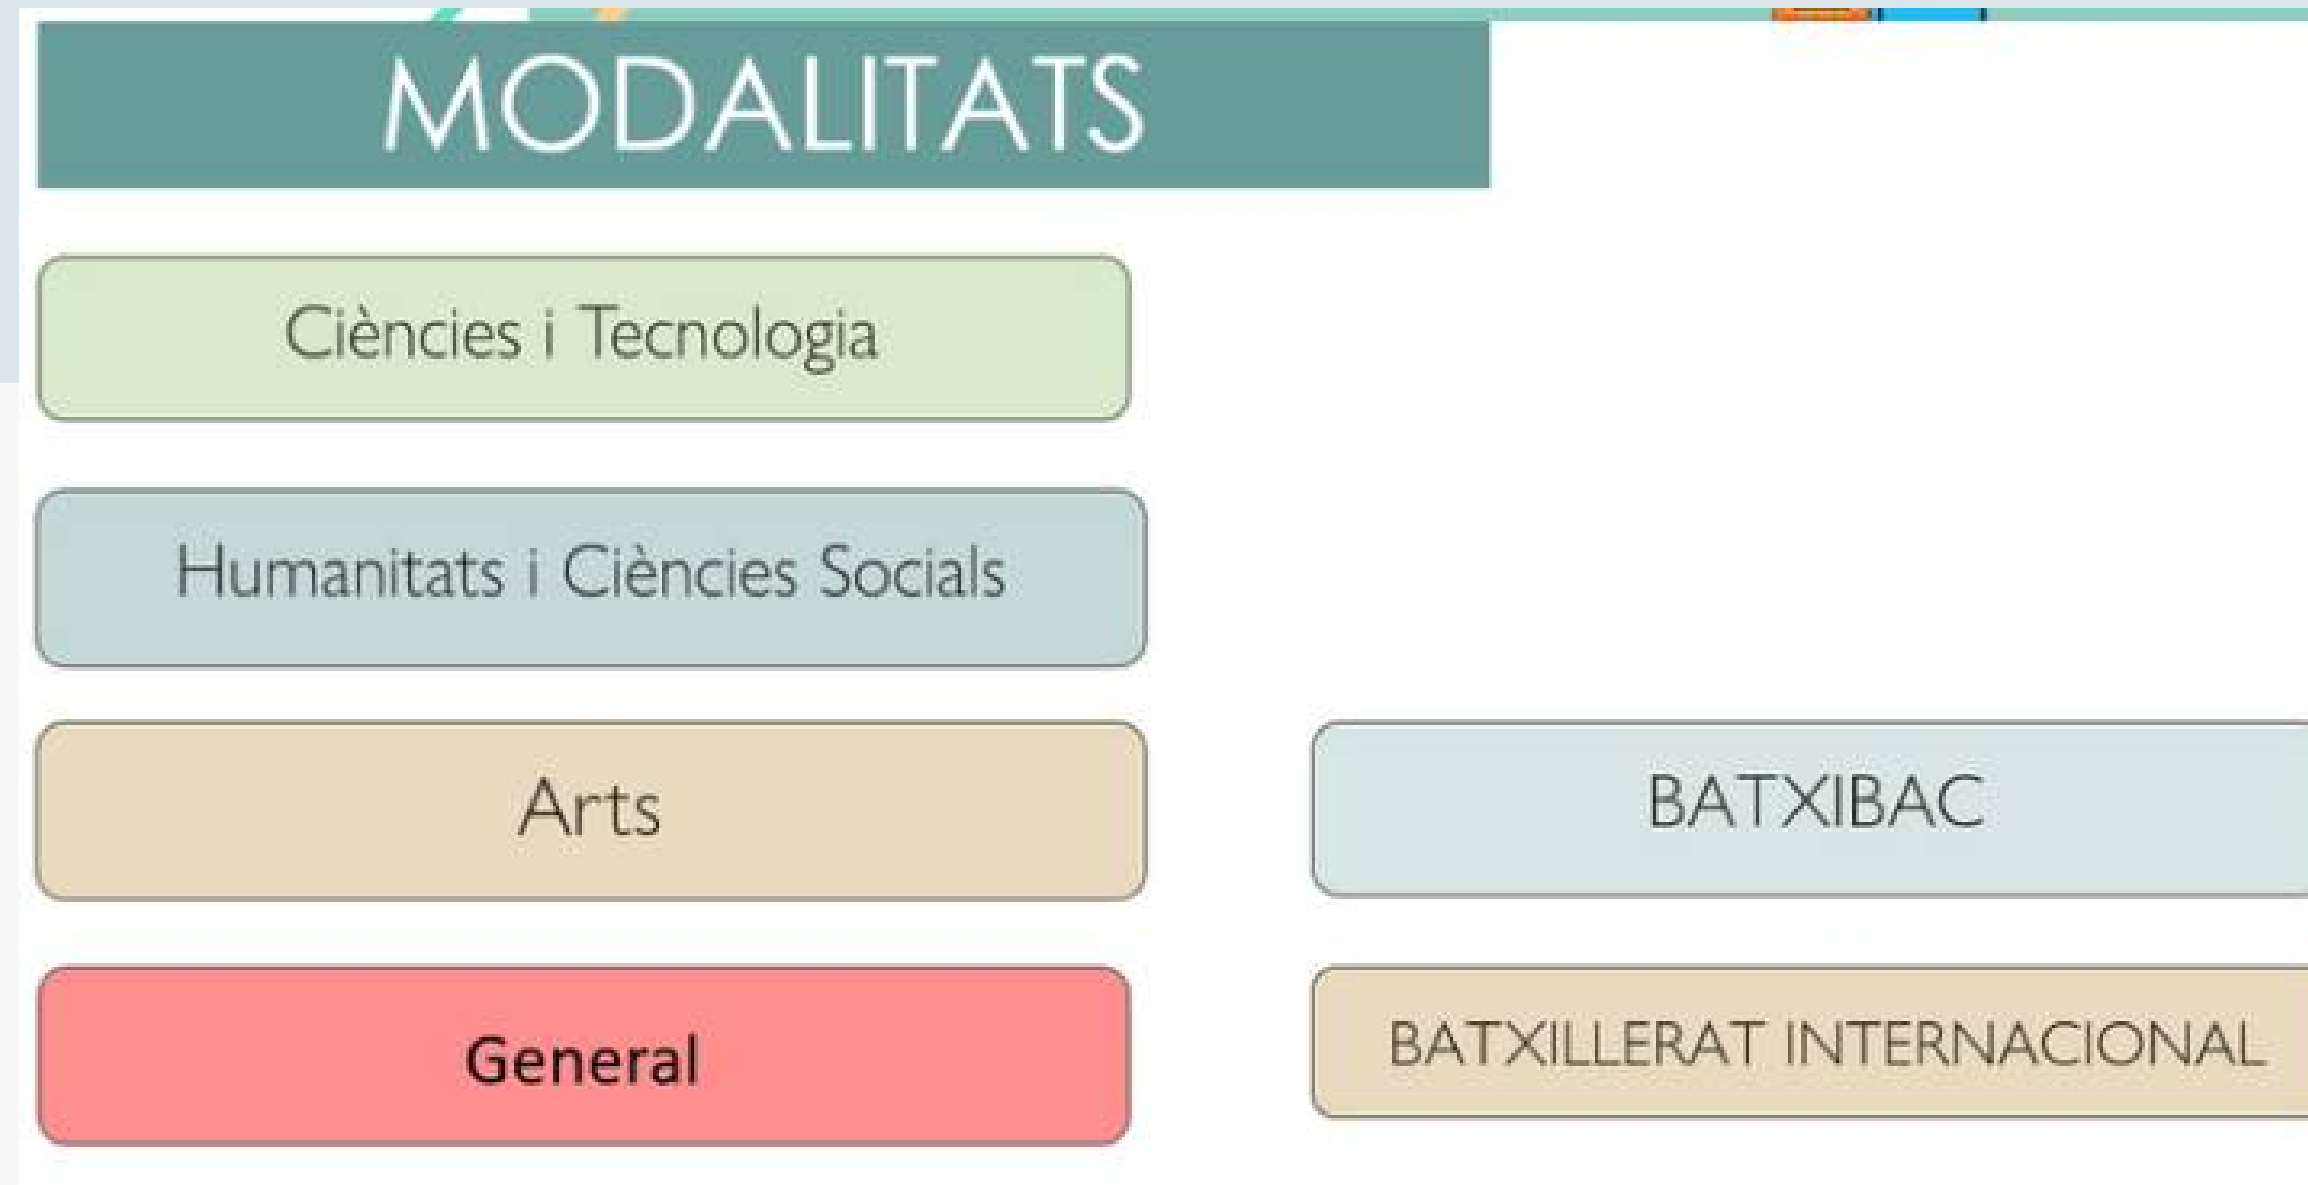 MODALITATS
Ciències i Tecnologia
Humanitats i Ciències Socials
Arts
BATXIBAC
General
BATXILLERAT INTERNACIONAL